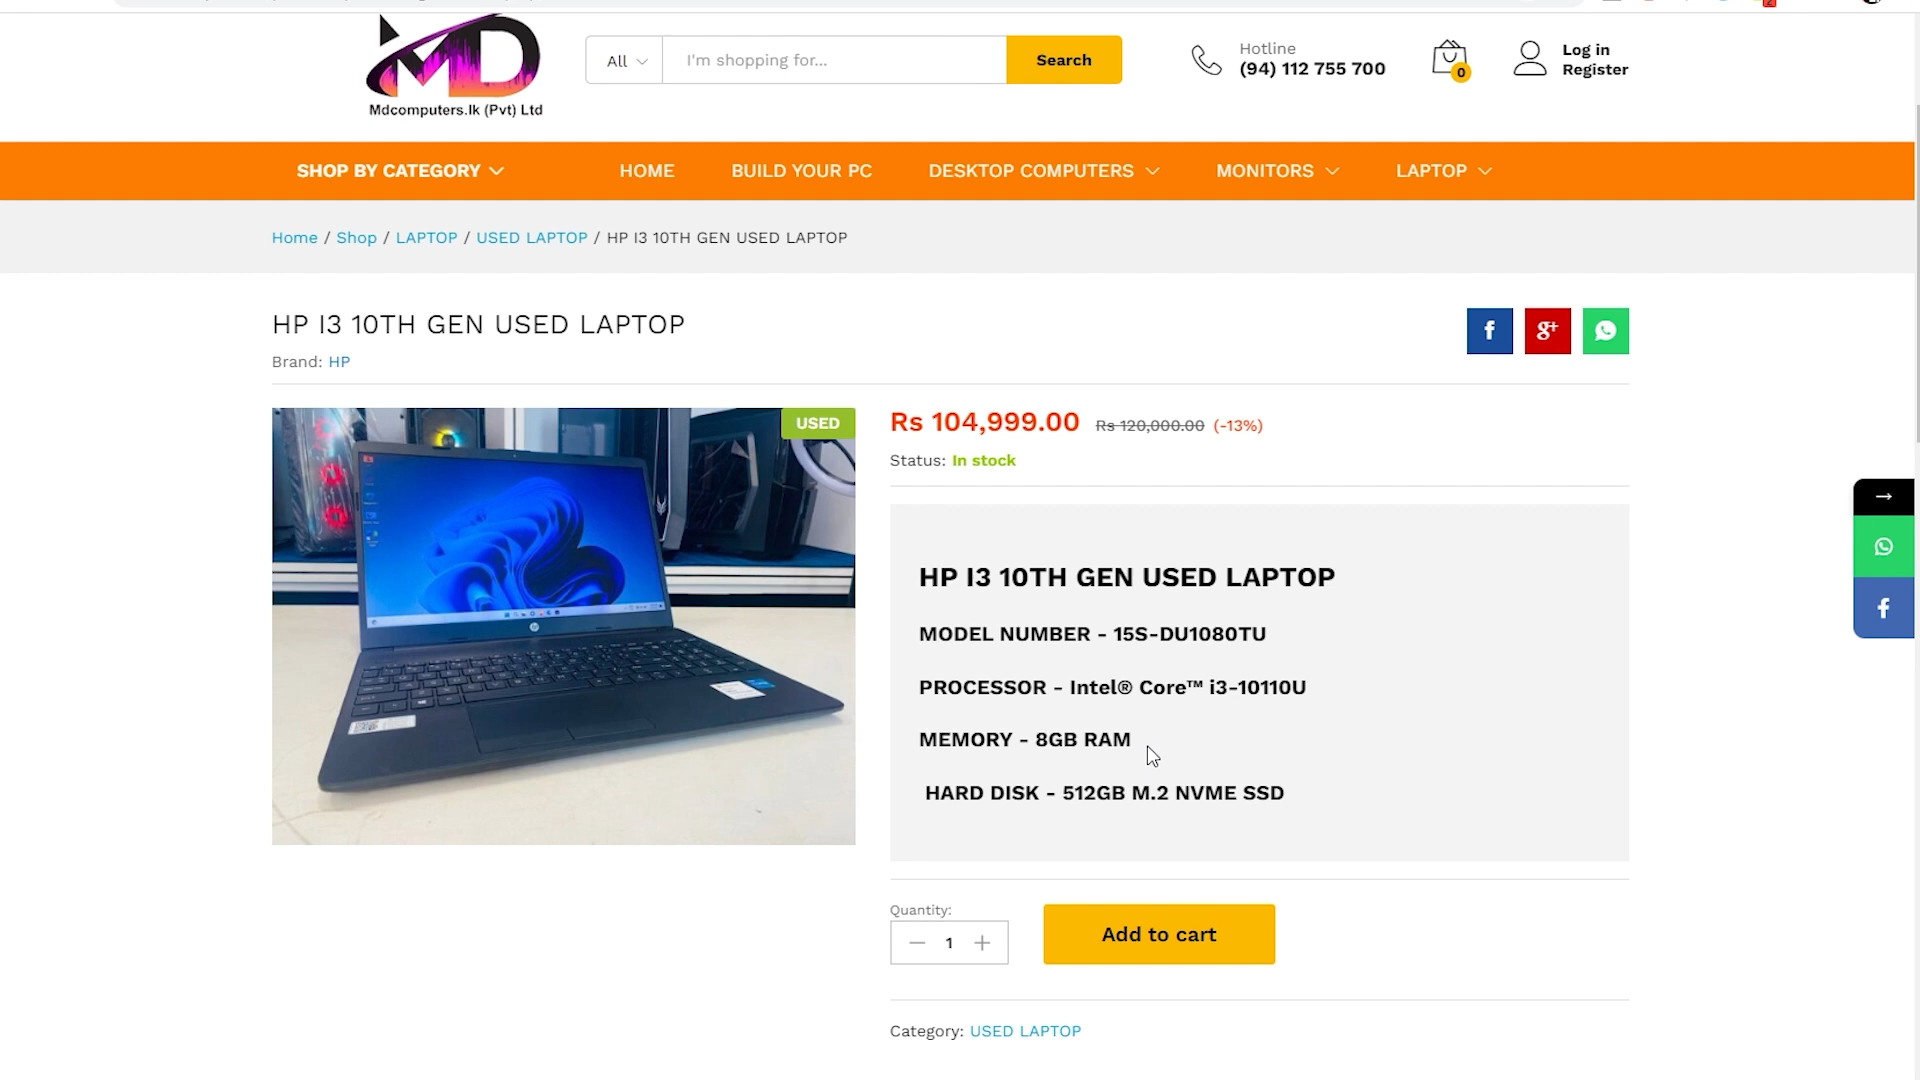 MD
Mdcomputers.lk (Pvt) Ltd
All
I'm shopping for...
Search
Hotline
(94) 112 755 700
0
Log in
Register
SHOP BY CATEGORY
HOME
BUILD YOUR PC
DESKTOP COMPUTERS
MONITORS
LAPTOP
Home / Shop / LAPTOP / USED LAPTOP / HP I3 10TH GEN USED LAPTOP
HP I3 10TH GEN USED LAPTOP
Brand: HP
USED
Rs 104,999.00 Rs 120,000.00 (-13%)
Status: In stock
HP I3 10TH GEN USED LAPTOP
MODEL NUMBER - 15S-DU1080TU
PROCESSOR - Intel® Core™ i3-10110U
MEMORY - 8GB RAM
HARD DISK - 512GB M.2 NVME SSD
Quantity:
1
Add to cart
Category: USED LAPTOP